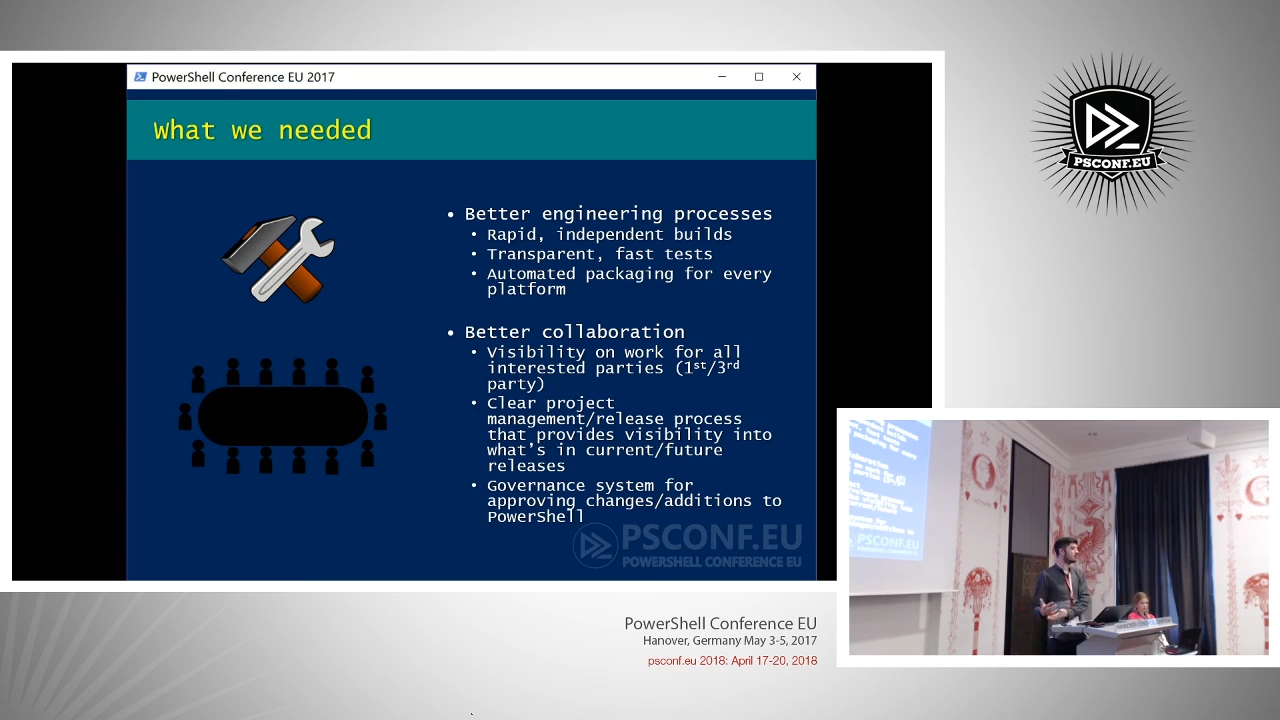 PowerShell Conference EU 2017
What we needed
• Better engineering processes
• Rapid, independent builds
• Transparent, fast tests
• Automated packaging for every
platform
• Better collaboration
• Visibility on work for all
interested parties (1st/3rd
party)
• Clear project
management/release process
that provides visibility into
what's in current/future
releases
• Governance system for
approving changes/additions to
PowerShell
PSCONF.EU
POWERSHELL CONFERENCE EU
PSCONF.EU
PowerShell Conference EU
Hanover, Germany May 3-5, 2017
psconf.eu 2018: April 17-20, 2018
PSCONF.EU